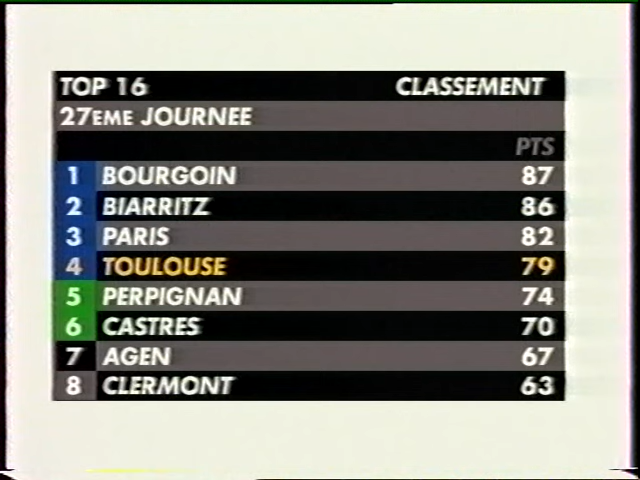 TOP 16 CLASSEMENT
27EME JOURNEE
PTS
1 BOURGOIN 87
2 BIARRITZ 86
3 PARIS 82
4 TOULOUSE 79
5 PERPIGNAN 74
6 CASTRES 70
7 AGEN 67
8 CLERMONT 63